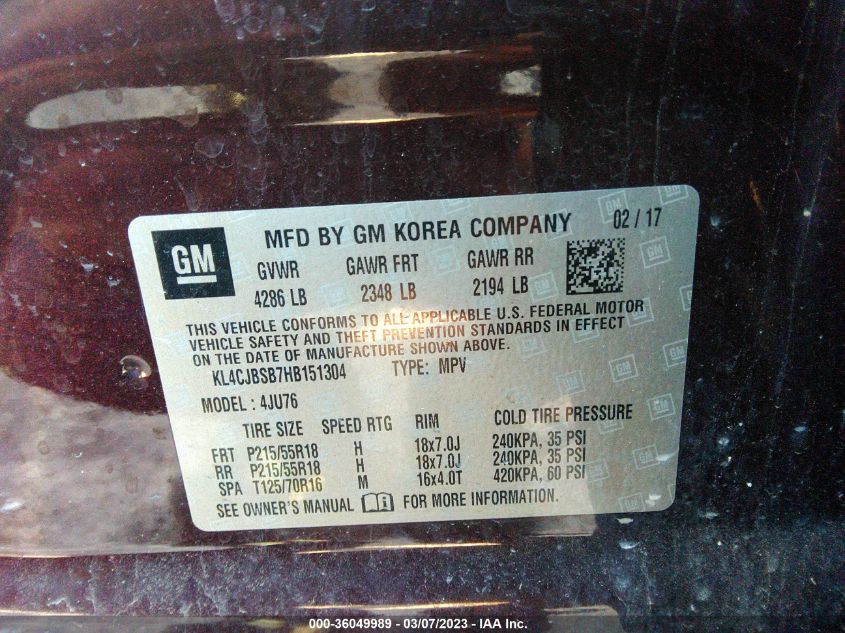 GM
MFD BY GM KOREA COMPANY 02 / 17
GVWR GAWR FRT GAWR RR
4286 LB 2348 LB 2194 LB
THIS VEHICLE CONFORMS TO ALL APPLICABLE U.S. FEDERAL MOTOR
VEHICLE SAFETY AND THEFT PREVENTION STANDARDS IN EFFECT
ON THE DATE OF MANUFACTURE SHOWN ABOVE.
KL4CJBSB7HB151304 TYPE: MPV
MODEL: 4JU76
TIRE SIZE SPEED RTG RIM COLD TIRE PRESSURE
FRT P215/55R18 H 18x7.0J 240KPA, 35 PSI
RR P215/55R18 H 18x7.0J 240KPA, 35 PSI
SPA T125/70R16 M 16x4.0T 420KPA, 60 PSI
SEE OWNER'S MANUAL FOR MORE INFORMATION.
000-36049989 - 03/07/2023 - IAA Inc.